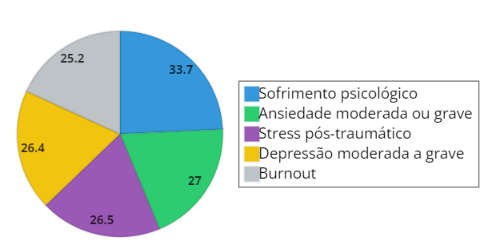 25.2
33.7
26.4
27
26.5
Sofrimento psicológico
Ansiedade moderada ou grave
Stress pós-traumático
Depressão moderada a grave
Burnout